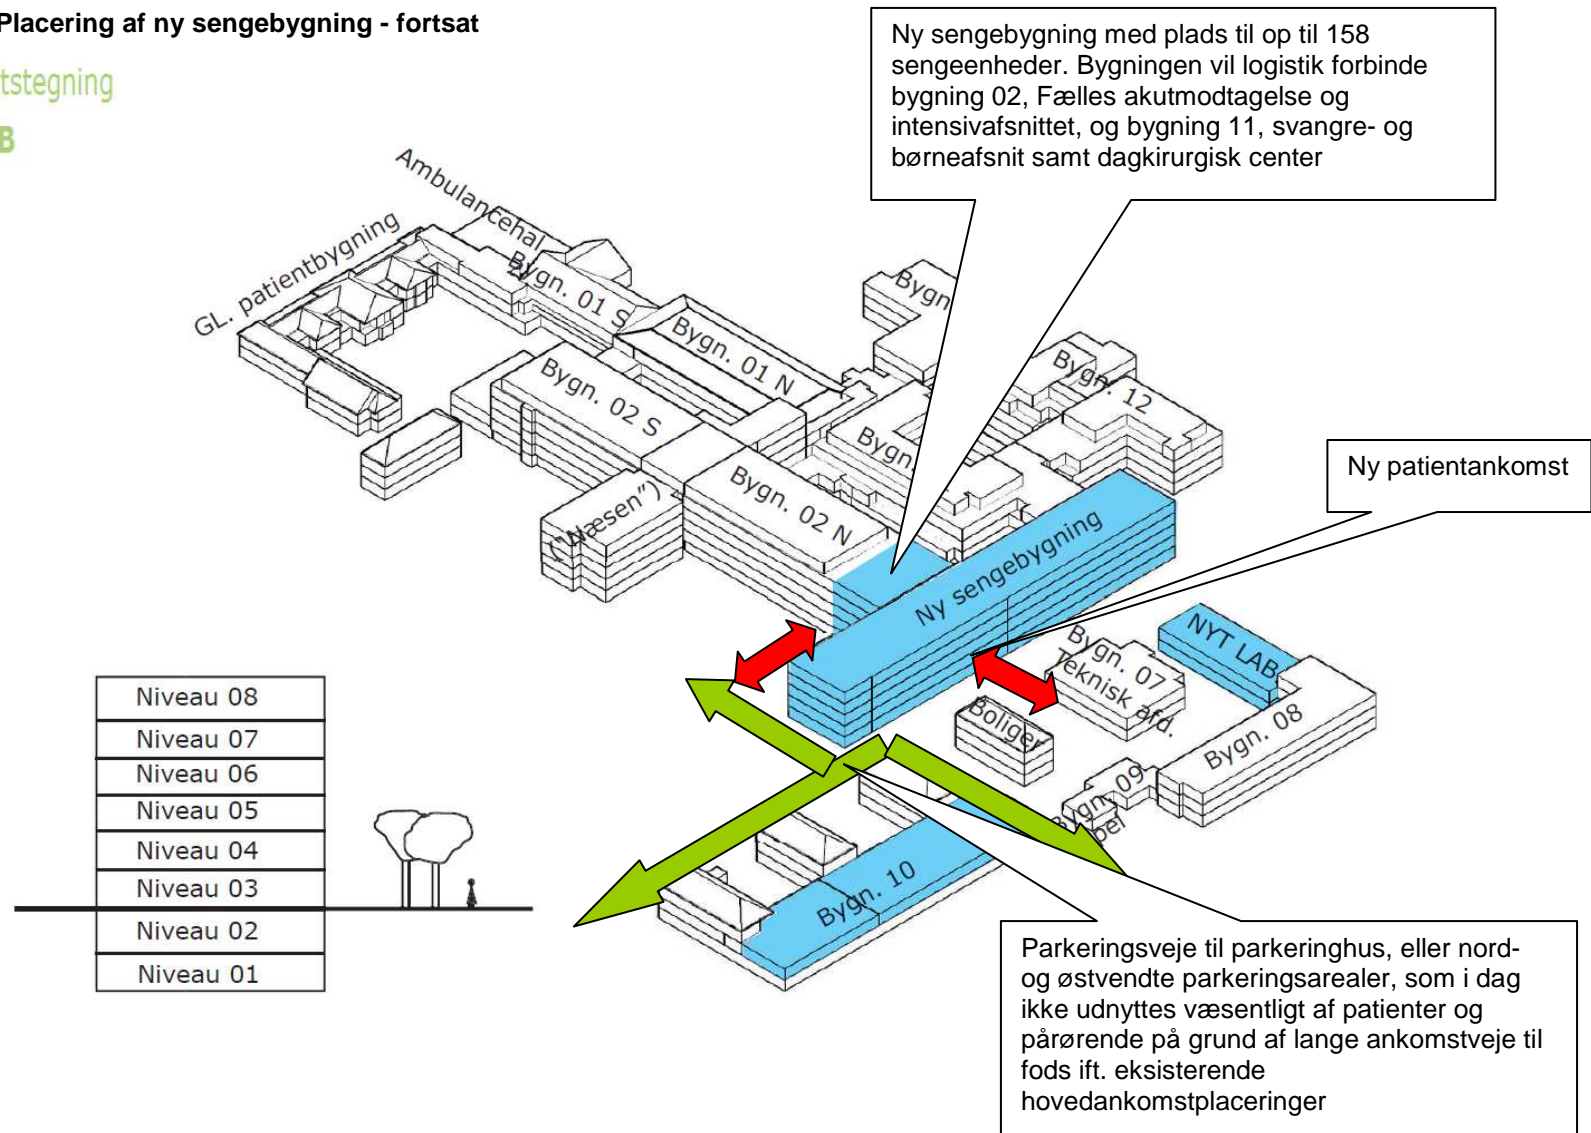 Placering af ny sengebygning - fortsat
tstegning
B
Ny sengebygning med plads til op til 158
sengeenheder. Bygningen vil logistik forbinde
bygning 02, Fælles akutmodtagelse og
intensivafsnittet, og bygning 11, svangre- og
børneafsnit samt dagkirurgisk center
Ambulancehal
GL. patientbygning
Bygn. 01 S
Bygn. 01 N
Bygn
Bygn. 12
Bygn. 02 S
Bygn.
Bygn. 02 N
("Næsen")
Ny patientankomst
Ny sengebygning
NYT LAB.
Bygn. 07
Teknisk afd.
Boliger
Bygn. 08
Bygn. 09
pel
Bygn. 10
Niveau 08
Niveau 07
Niveau 06
Niveau 05
Niveau 04
Niveau 03
Niveau 02
Niveau 01
Parkeringsveje til parkeringhus, eller nord-
og østvendte parkeringsarealer, som i dag
ikke udnyttes væsentligt af patienter og
pårørende på grund af lange ankomstveje til
fods ift. eksisterende
hovedankomstplaceringer